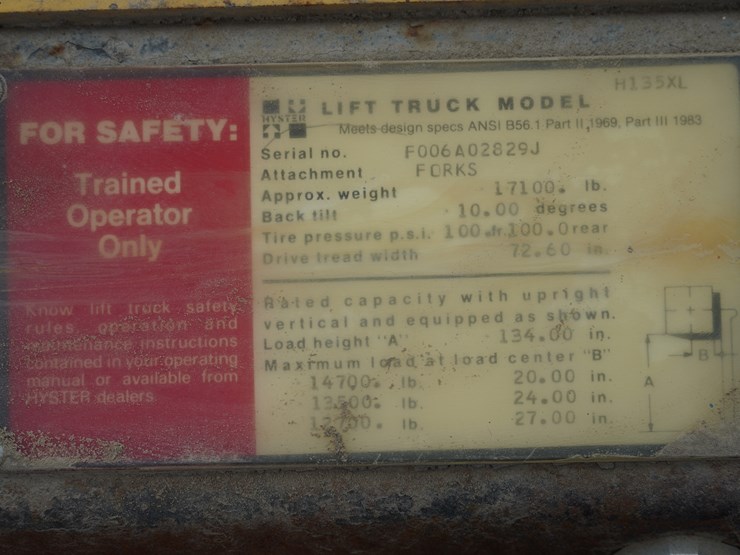 FOR SAFETY:
Trained
Operator
Only
Know lift truck safety
rules, operation and
maintenance instructions
contained in your operating
manual or available from
HYSTER dealers
HYSTER
LIFT TRUCK MODEL H135XL
Meets design specs ANSI B56.1 Part II, 1969, Part III 1983
Serial no. F006A02829J
Attachment FORKS
Approx. weight 17100. lb.
Back tilt 10.00 degrees
Tire pressure p.s.i. 100.fr.100.0rear
Drive tread width 72.60 in.
Rated capacity with upright
vertical and equipped as shown.
Load height "A" 134.00 in.
Maximum load at load center "B"
14700. lb. 20.00 in.
13500. lb. 24.00 in.
lb. 27.00 in.
B
A